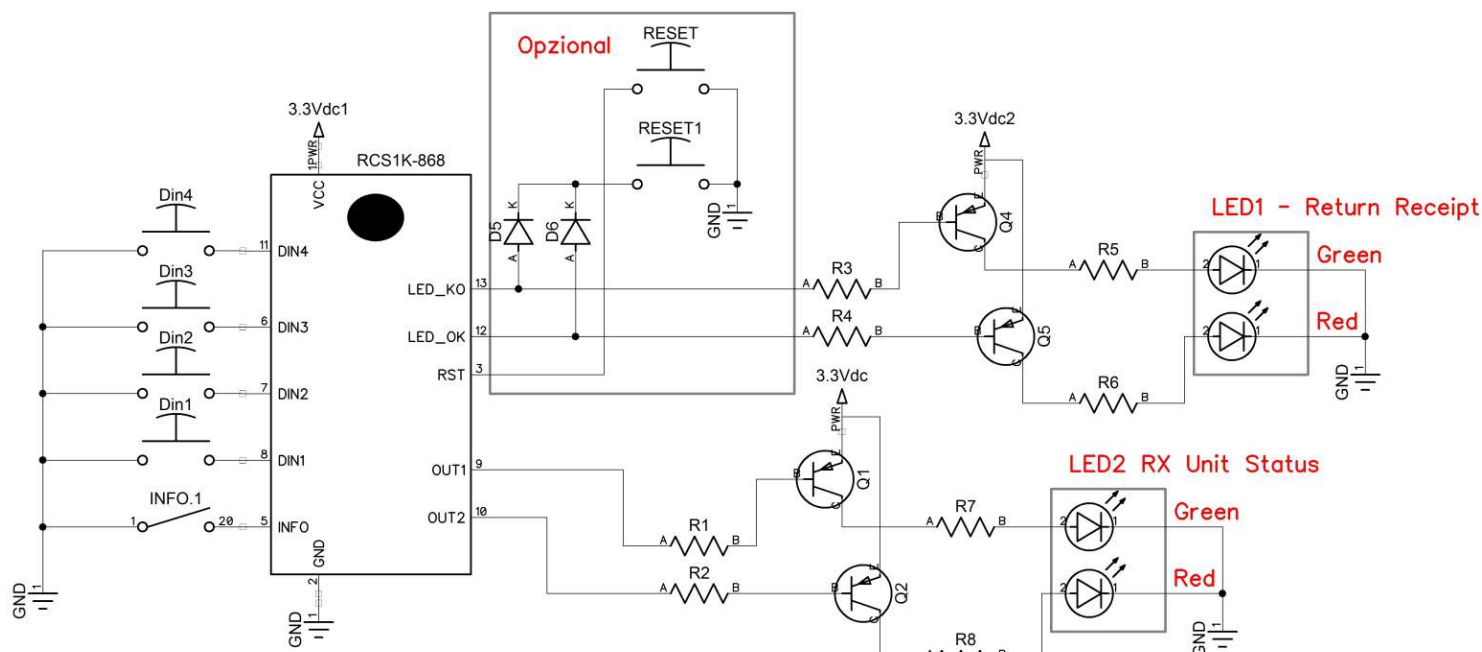 Opzional
RESET
RESET1
3.3Vdc1
1PWR
RCS1K-868
VCC
3.3Vdc2
PWR
Din4
11 DIN4
Din3
6 DIN3
Din2
7 DIN2
Din1
8 DIN1
INFO.1
1 20 5 INFO
GND 1
GND
2
GND 1
LED_KO 13
LED_OK 12
RST 3
OUT1 9
OUT2 10
D5 K A
D6 K A
GND 1
A R3 B
A R4 B
B E C Q4
B E C Q5
A R5 B
A R6 B
LED1 - Return Receipt
2 1 Green
2 1 Red
GND 1
3.3Vdc
PWR
B E C Q1
B E C Q2
A R1 B
A R2 B
A R7 B
A R8 B
LED2 RX Unit Status
2 1 Green
2 1 Red
GND 1